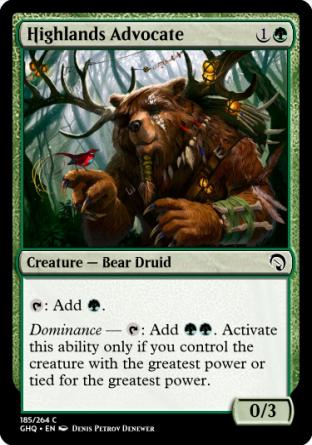 Highlands Advocate 1
Creature — Bear Druid
: Add .
Dominance — : Add . Activate
this ability only if you control the
creature with the greatest power or
tied for the greatest power.
185/264 C
GHQ • EN DENIS PETROV DENEWER
0/3